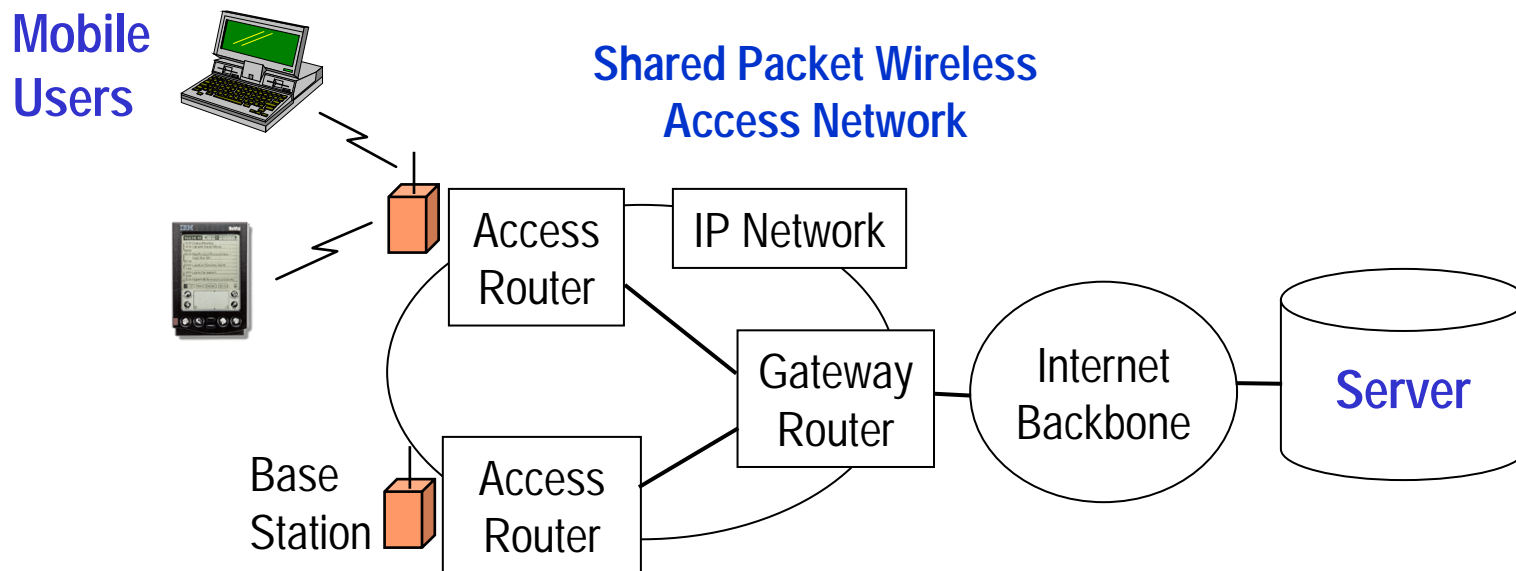 Mobile
Users
Shared Packet Wireless
Access Network
IBM
Access
Router
IP Network
Gateway
Router
Internet
Backbone
Server
Base
Station
Access
Router